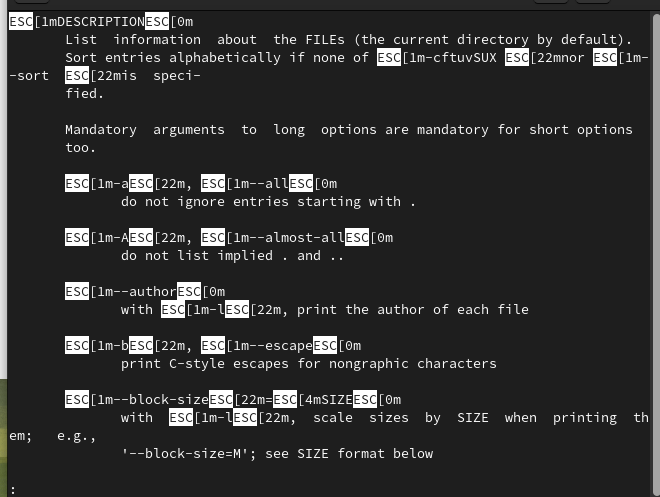 ESC[1mDESCRIPTIONESC[0m
List  information  about  the FILEs (the current directory by default).
Sort entries alphabetically if none of ESC[1m-cftuvSUX ESC[22mnor ESC[1m-
-sort  ESC[22mis  speci-
fied.
Mandatory  arguments  to  long  options are mandatory for short options
too.
ESC[1m-aESC[22m, ESC[1m--allESC[0m
do not ignore entries starting with .
ESC[1m-AESC[22m, ESC[1m--almost-allESC[0m
do not list implied . and ..
ESC[1m--authorESC[0m
with ESC[1m-lESC[22m, print the author of each file
ESC[1m-bESC[22m, ESC[1m--escapeESC[0m
print C-style escapes for nongraphic characters
ESC[1m--block-sizeESC[22m=ESC[4mSIZEESC[0m
with  ESC[1m-lESC[22m,  scale  sizes  by  SIZE  when  printing  th
em;   e.g.,
'--block-size=M'; see SIZE format below
: